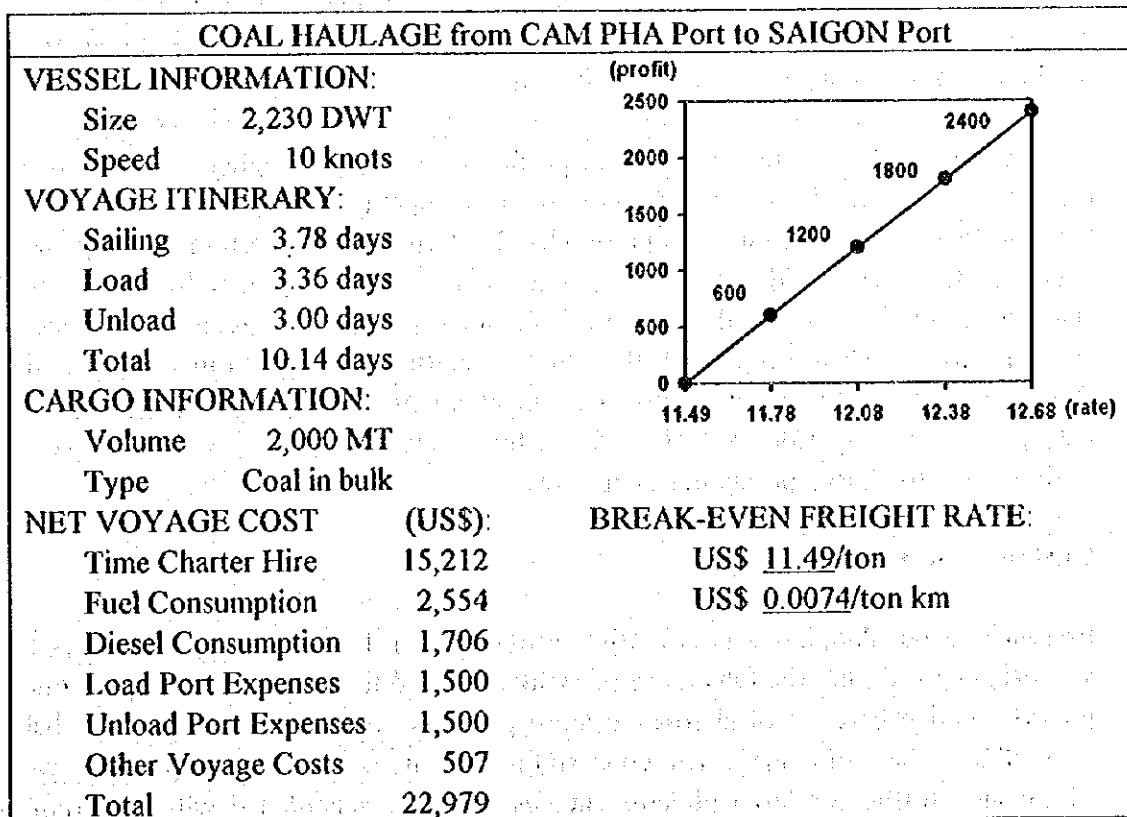 COAL HAULAGE from CAM PHA Port to SAIGON Port
VESSEL INFORMATION:
Size 2,230 DWT
Speed 10 knots
VOYAGE ITINERARY:
Sailing 3.78 days
Load 3.36 days
Unload 3.00 days
Total 10.14 days
CARGO INFORMATION:
Volume 2,000 MT
Type Coal in bulk
(profit)
2500
2400
2000
1800
1500
1200
1000
600
500
0
11.49 11.78 12.08 12.38 12.68 (rate)
NET VOYAGE COST (US$):
Time Charter Hire 15,212
Fuel Consumption 2,554
Diesel Consumption 1,706
Load Port Expenses 1,500
Unload Port Expenses 1,500
Other Voyage Costs 507
Total 22,979
BREAK-EVEN FREIGHT RATE:
US$ 11.49/ton
US$ 0.0074/ton km